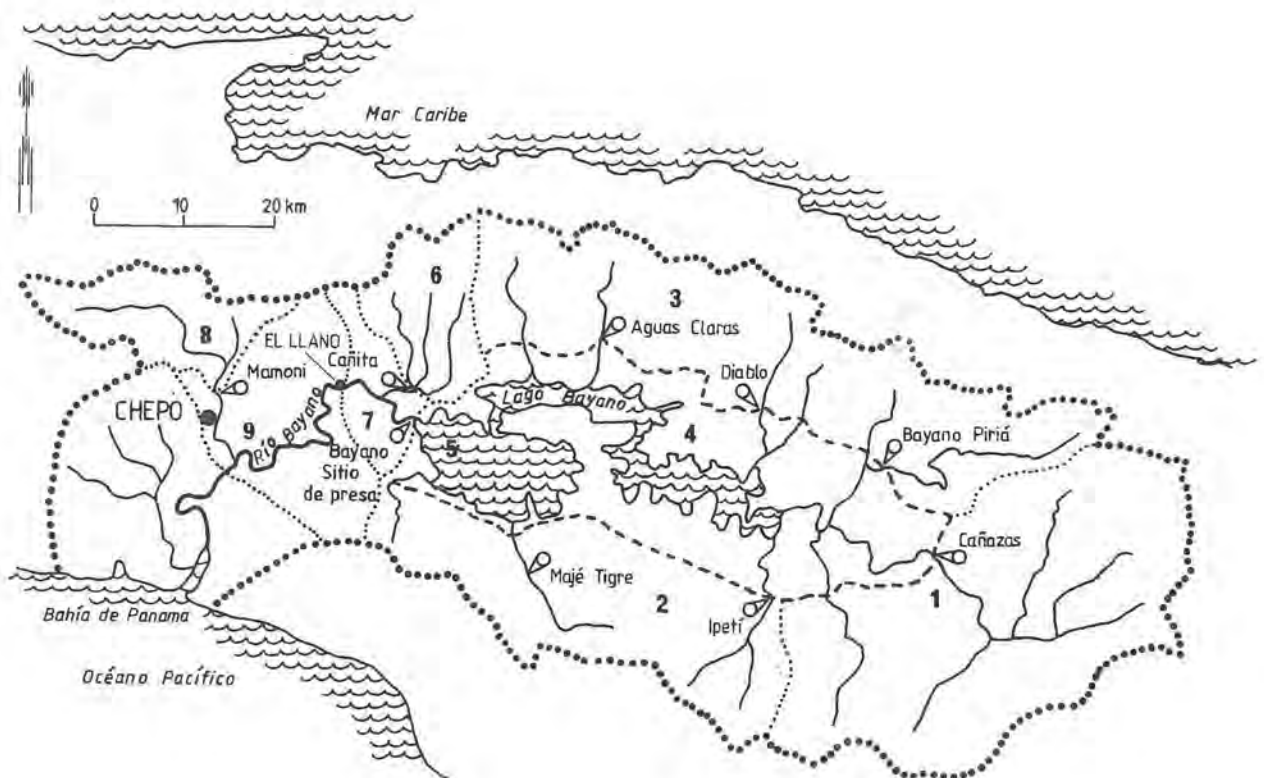 Mar Caribe
0 10 20 km
6
3
8
EL LLANO
Cañita
Aguas Claras
Mamoni
Diablo
CHEPO
Río Bayano
Lago Bayano
9
7
4
Bayano Piriá
5
Bayano
Sitio
de presa
Cañazas
Majé Tigre
2
1
Ipetí
Bahía de Panama
Océano Pacífico